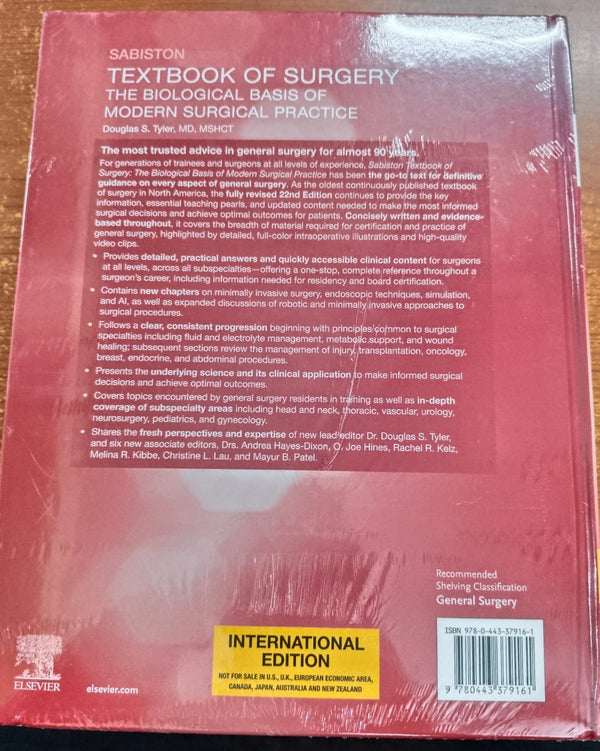 SABISTON
TEXTBOOK OF SURGERY
THE BIOLOGICAL BASIS OF
MODERN SURGICAL PRACTICE
Douglas S. Tyler, MD, MSHCT
The most trusted advice in general surgery for almost 90 years.
For generations of trainees and surgeons at all levels of experience, Sabiston Textbook of
Surgery: The Biological Basis of Modern Surgical Practice has been the go-to text for definitive
guidance on every aspect of general surgery. As the oldest continuously published textbook
of surgery in North America, the fully revised 22nd Edition continues to provide the key
information, essential teaching pearls, and updated content needed to make the most informed
surgical decisions and achieve optimal outcomes for patients. Concisely written and evidence-
based throughout, it covers the breadth of material required for certification and practice of
general surgery, highlighted by detailed, full-color intraoperative illustrations and high-quality
video clips.
• Provides detailed, practical answers and quickly accessible clinical content for surgeons
at all levels, across all subspecialties—offering a one-stop, complete reference throughout a
surgeon's career, including information needed for residency and board certification.
• Contains new chapters on minimally invasive surgery, endoscopic techniques, simulation,
and AI, as well as expanded discussions of robotic and minimally invasive approaches to
surgical procedures.
• Follows a clear, consistent progression beginning with principles common to surgical
specialties including fluid and electrolyte management, metabolic support, and wound
healing; subsequent sections review the management of injury, transplantation, oncology,
breast, endocrine, and abdominal procedures.
• Presents the underlying science and its clinical application to make informed surgical
decisions and achieve optimal outcomes.
• Covers topics encountered by general surgery residents in training as well as in-depth
coverage of subspecialty areas including head and neck, thoracic, vascular, urology,
neurosurgery, pediatrics, and gynecology.
• Shares the fresh perspectives and expertise of new lead editor Dr. Douglas S. Tyler,
and six new associate editors, Drs. Andrea Hayes-Dixon, O. Joe Hines, Rachel R. Kelz,
Melina R. Kibbe, Christine L. Lau, and Mayur B. Patel.
Recommended
Shelving Classification
General Surgery
INTERNATIONAL
EDITION
NOT FOR SALE IN U.S., U.K., EUROPEAN ECONOMIC AREA,
CANADA, JAPAN, AUSTRALIA AND NEW ZEALAND
ISBN 978-0-443-37916-1
9 780443 379161
ELSEVIER
elsevier.com